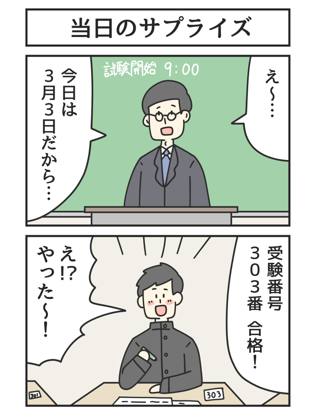 当日のサプライズ
試験開始 9:00
え〜…
今日は
3月3日だから…
受験番号
303番 合格!
え!?
やった〜!
303